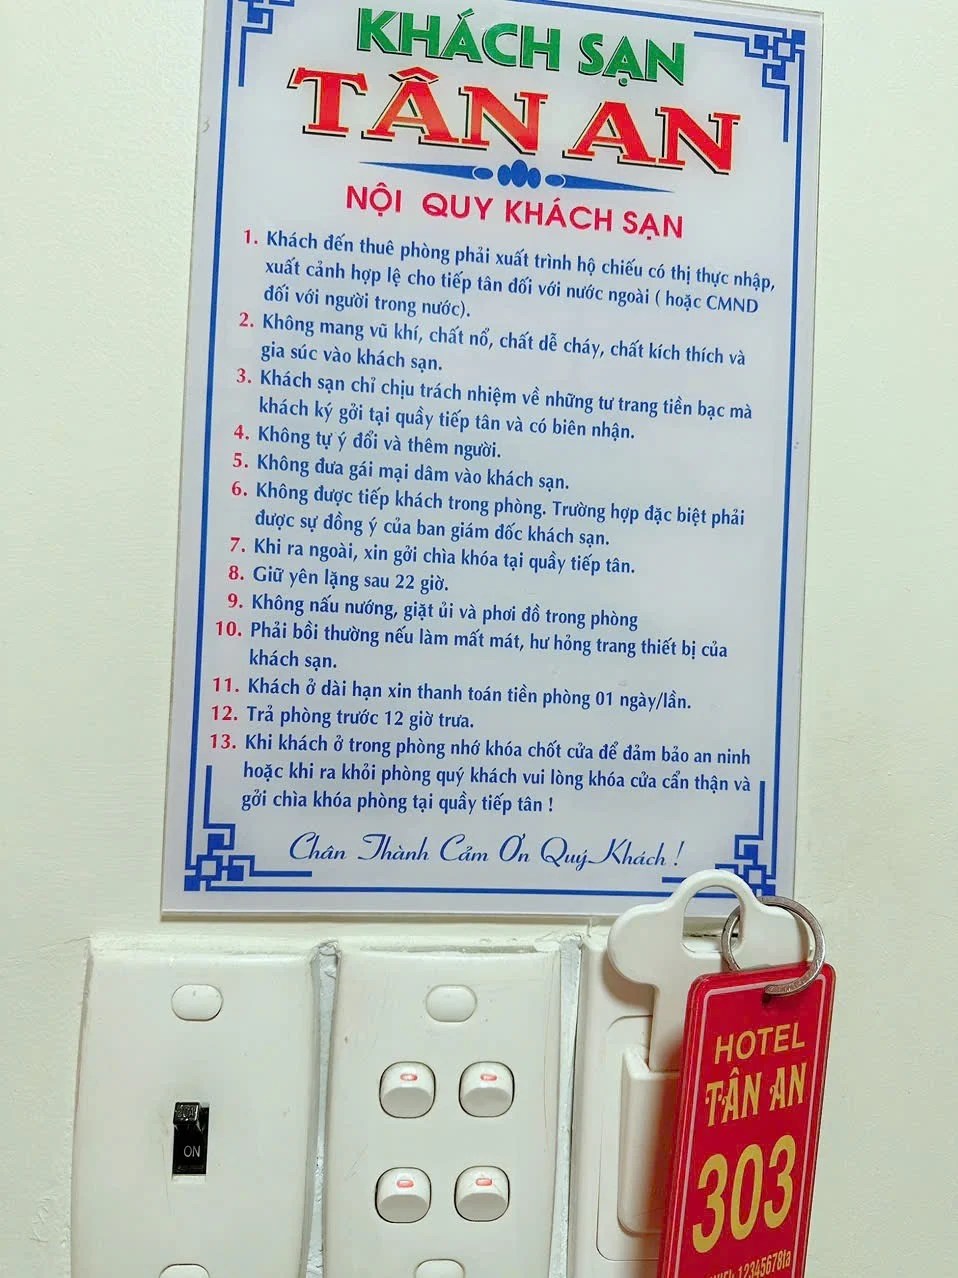 KHÁCH SẠN
TÂN AN
NỘI QUY KHÁCH SẠN
1. Khách đến thuê phòng phải xuất trình hộ chiếu có thị thực nhập,
xuất cảnh hợp lệ cho tiếp tân đối với nước ngoài ( hoặc CMND
đối với người trong nước).
2. Không mang vũ khí, chất nổ, chất dễ cháy, chất kích thích và
gia súc vào khách sạn.
3. Khách sạn chỉ chịu trách nhiệm về những tư trang tiền bạc mà
khách ký gởi tại quầy tiếp tân và có biên nhận.
4. Không tự ý đổi và thêm người.
5. Không đưa gái mại dâm vào khách sạn.
6. Không được tiếp khách trong phòng. Trường hợp đặc biệt phải
được sự đồng ý của ban giám đốc khách sạn.
7. Khi ra ngoài, xin gởi chìa khóa tại quầy tiếp tân.
8. Giữ yên lặng sau 22 giờ.
9. Không nấu nướng, giặt ủi và phơi đồ trong phòng
10. Phải bồi thường nếu làm mất mát, hư hỏng trang thiết bị của
khách sạn.
11. Khách ở dài hạn xin thanh toán tiền phòng 01 ngày/lần.
12. Trả phòng trước 12 giờ trưa.
13. Khi khách ở trong phòng nhớ khóa chốt cửa để đảm bảo an ninh
hoặc khi ra khỏi phòng quý khách vui lòng khóa cửa cẩn thận và
gởi chìa khóa phòng tại quầy tiếp tân !
Chân Thành Cảm Ơn Quý Khách !
ON
HOTEL
TÂN AN
303
12345678ta